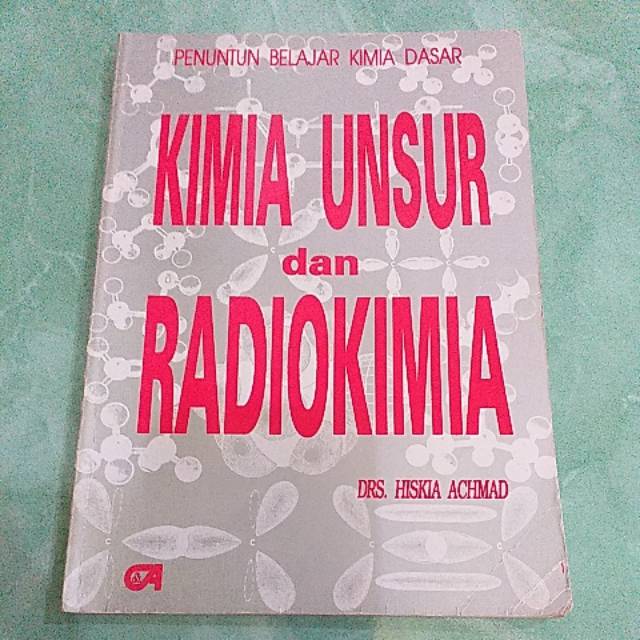 PENUNTUN BELAJAR KIMIA DASAR
KIMIA UNSUR
dan
RADIOKIMIA
DRS. HISKIA ACHMAD